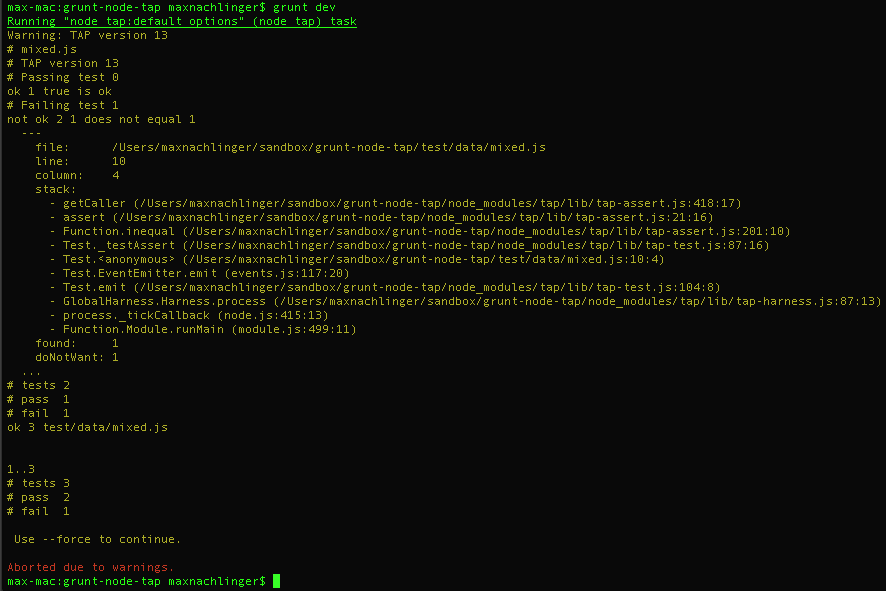 max-mac:grunt-node-tap maxnachlinger$ grunt dev
Running "node_tap:default_options" (node_tap) task
Warning: TAP version 13
# mixed.js
# TAP version 13
# Passing test 0
ok 1 true is ok
# Failing test 1
not ok 2 1 does not equal 1
  ---
    file:      /Users/maxnachlinger/sandbox/grunt-node-tap/test/data/mixed.js
    line:      10
    column:    4
    stack:
      - getCaller (/Users/maxnachlinger/sandbox/grunt-node-tap/node_modules/tap/lib/tap-assert.js:418:17)
      - assert (/Users/maxnachlinger/sandbox/grunt-node-tap/node_modules/tap/lib/tap-assert.js:21:16)
      - Function.inequal (/Users/maxnachlinger/sandbox/grunt-node-tap/node_modules/tap/lib/tap-assert.js:201:10)
      - Test._testAssert (/Users/maxnachlinger/sandbox/grunt-node-tap/node_modules/tap/lib/tap-test.js:87:16)
      - Test.<anonymous> (/Users/maxnachlinger/sandbox/grunt-node-tap/test/data/mixed.js:10:4)
      - Test.EventEmitter.emit (events.js:117:20)
      - Test.emit (/Users/maxnachlinger/sandbox/grunt-node-tap/node_modules/tap/lib/tap-test.js:104:8)
      - GlobalHarness.Harness.process (/Users/maxnachlinger/sandbox/grunt-node-tap/node_modules/tap/lib/tap-harness.js:87:13)
      - process._tickCallback (node.js:415:13)
      - Function.Module.runMain (module.js:499:11)
    found:     1
    doNotWant: 1
  ...
# tests 2
# pass  1
# fail  1
ok 3 test/data/mixed.js
1..3
# tests 3
# pass  2
# fail  1
 Use --force to continue.
Aborted due to warnings.
max-mac:grunt-node-tap maxnachlinger$